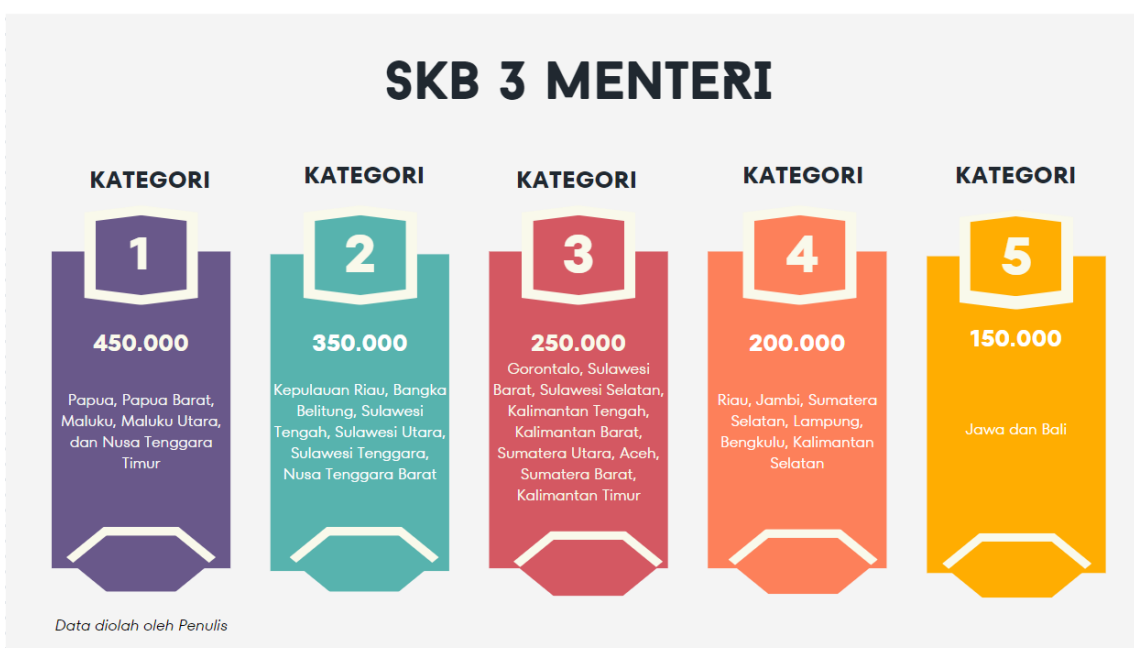 SKB 3 MENTERI
KATEGORI
1
450.000
Papua, Papua Barat,
Maluku, Maluku Utara,
dan Nusa Tenggara
Timur
KATEGORI
2
350.000
Kepulauan Riau, Bangka
Belitung, Sulawesi
Tengah, Sulawesi Utara,
Sulawesi Tenggara,
Nusa Tenggara Barat
KATEGORI
3
250.000
Gorontalo, Sulawesi
Barat, Sulawesi Selatan,
Kalimantan Tengah,
Kalimantan Barat,
Sumatera Utara, Aceh,
Sumatera Barat,
Kalimantan Timur
KATEGORI
4
200.000
Riau, Jambi, Sumatera
Selatan, Lampung,
Bengkulu, Kalimantan
Selatan
KATEGORI
5
150.000
Jawa dan Bali
Data diolah oleh Penulis